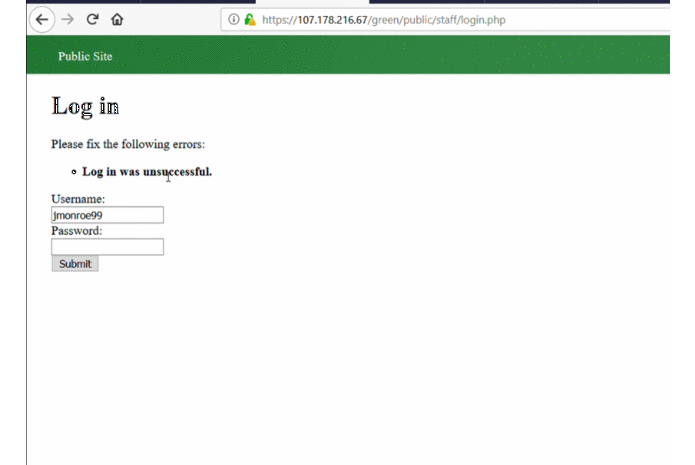 https://107.178.216.67/green/public/staff/login.php
Public Site
Log in
Please fix the following errors:
Log in was unsuccessful.
Username:
jmonroe99
Password:
Submit